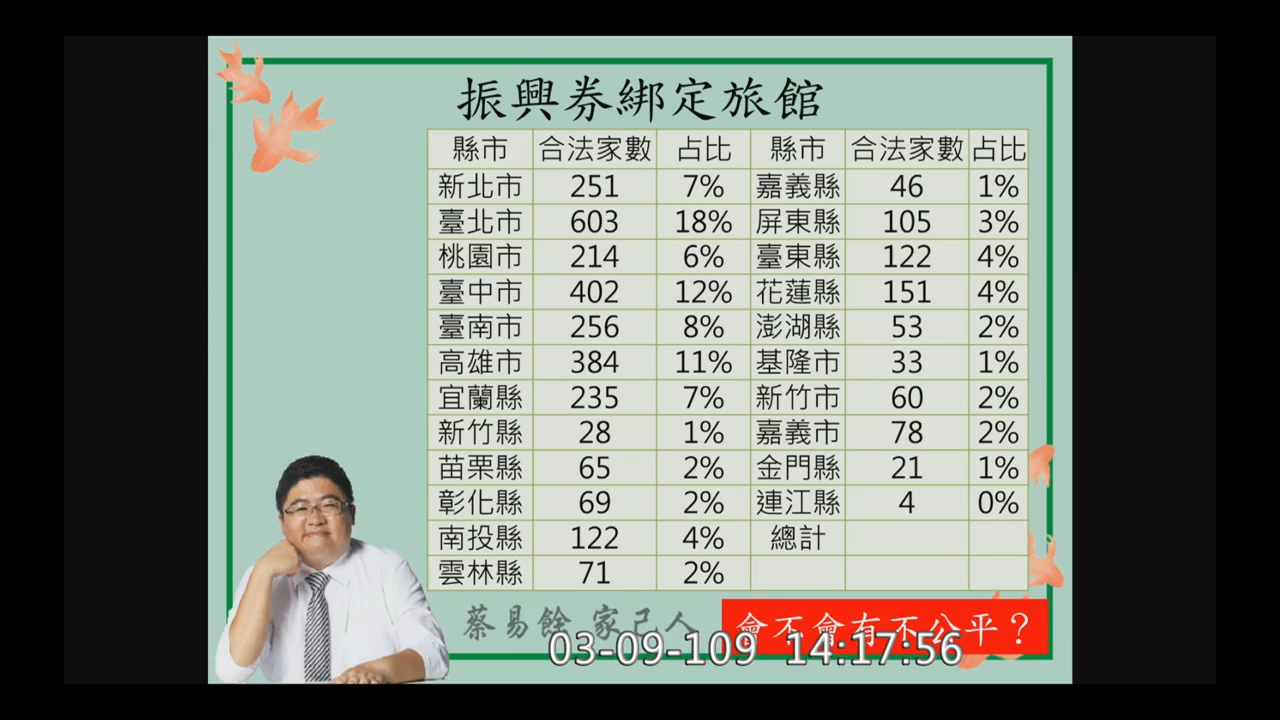 振興券綁定旅館
縣市 合法家數 占比 縣市 合法家數 占比
新北市 251 7% 嘉義縣 46 1%
臺北市 603 18% 屏東縣 105 3%
桃園市 214 6% 臺東縣 122 4%
臺中市 402 12% 花蓮縣 151 4%
臺南市 256 8% 澎湖縣 53 2%
高雄市 384 11% 基隆市 33 1%
宜蘭縣 235 7% 新竹市 60 2%
新竹縣 28 1% 嘉義市 78 2%
苗栗縣 65 2% 金門縣 21 1%
彰化縣 69 2% 連江縣 4 0%
南投縣 122 4% 總計
雲林縣 71 2%
蔡易餘 家己人 會不會有不公平？
03-09-109 14:17:56